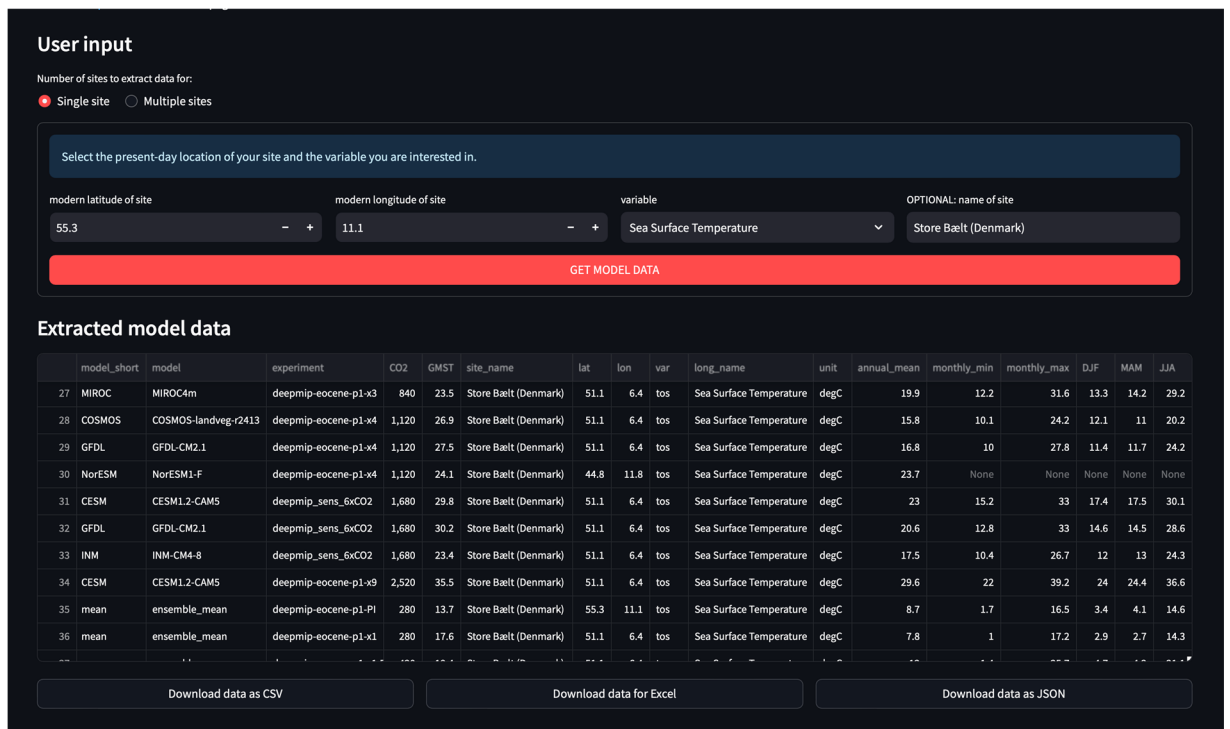 User input
Number of sites to extract data for:
Single site Multiple sites
Select the present-day location of your site and the variable you are interested in.
modern latitude of site modern longitude of site variable OPTIONAL: name of site
55.3 − + 11.1 − + Sea Surface Temperature Store Bælt (Denmark)
GET MODEL DATA
Extracted model data
model_short model experiment CO2 GMST site_name lat lon var long_name unit annual_mean monthly_min monthly_max DJF MAM JJA
27 MIROC MIROC4m deepmip-eocene-p1-x3 840 23.5 Store Bælt (Denmark) 51.1 6.4 tos Sea Surface Temperature degC 19.9 12.2 31.6 13.3 14.2 29.2
28 COSMOS COSMOS-landveg-r2413 deepmip-eocene-p1-x4 1,120 26.9 Store Bælt (Denmark) 51.1 6.4 tos Sea Surface Temperature degC 15.8 10.1 24.2 12.1 11 20.2
29 GFDL GFDL-CM2.1 deepmip-eocene-p1-x4 1,120 27.5 Store Bælt (Denmark) 51.1 6.4 tos Sea Surface Temperature degC 16.8 10 27.8 11.4 11.7 24.2
30 NorESM NorESM1-F deepmip-eocene-p1-x4 1,120 24.1 Store Bælt (Denmark) 44.8 11.8 tos Sea Surface Temperature degC 23.7 None None None None None
31 CESM CESM1.2-CAM5 deepmip_sens_6xCO2 1,680 29.8 Store Bælt (Denmark) 51.1 6.4 tos Sea Surface Temperature degC 23 15.2 33 17.4 17.5 30.1
32 GFDL GFDL-CM2.1 deepmip_sens_6xCO2 1,680 30.2 Store Bælt (Denmark) 51.1 6.4 tos Sea Surface Temperature degC 20.6 12.8 33 14.6 14.5 28.6
33 INM INM-CM4-8 deepmip_sens_6xCO2 1,680 23.4 Store Bælt (Denmark) 51.1 6.4 tos Sea Surface Temperature degC 17.5 10.4 26.7 12 13 24.3
34 CESM CESM1.2-CAM5 deepmip-eocene-p1-x9 2,520 35.5 Store Bælt (Denmark) 51.1 6.4 tos Sea Surface Temperature degC 29.6 22 39.2 24 24.4 36.6
35 mean ensemble_mean deepmip-eocene-p1-PI 280 13.7 Store Bælt (Denmark) 55.3 11.1 tos Sea Surface Temperature degC 8.7 1.7 16.5 3.4 4.1 14.6
36 mean ensemble_mean deepmip-eocene-p1-x1 280 17.6 Store Bælt (Denmark) 51.1 6.4 tos Sea Surface Temperature degC 7.8 1 17.2 2.9 2.7 14.3
Download data as CSV Download data for Excel Download data as JSON